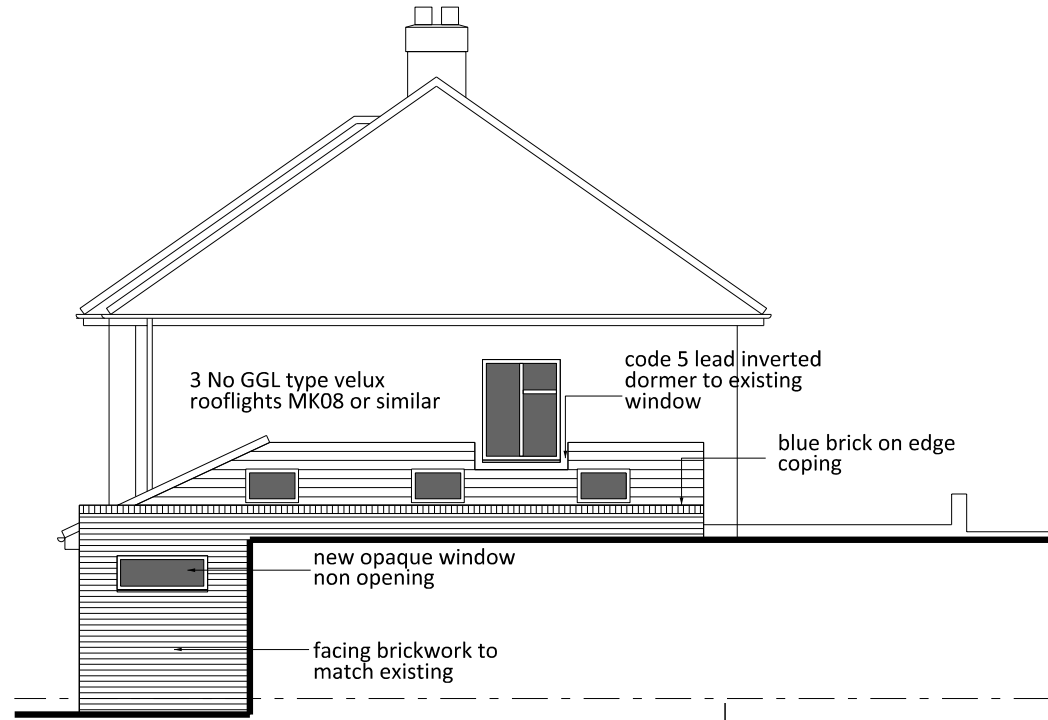 3 No GGL type velux
rooflights MK08 or similar
code 5 lead inverted
dormer to existing
window
blue brick on edge
coping
new opaque window
non opening
facing brickwork to
match existing